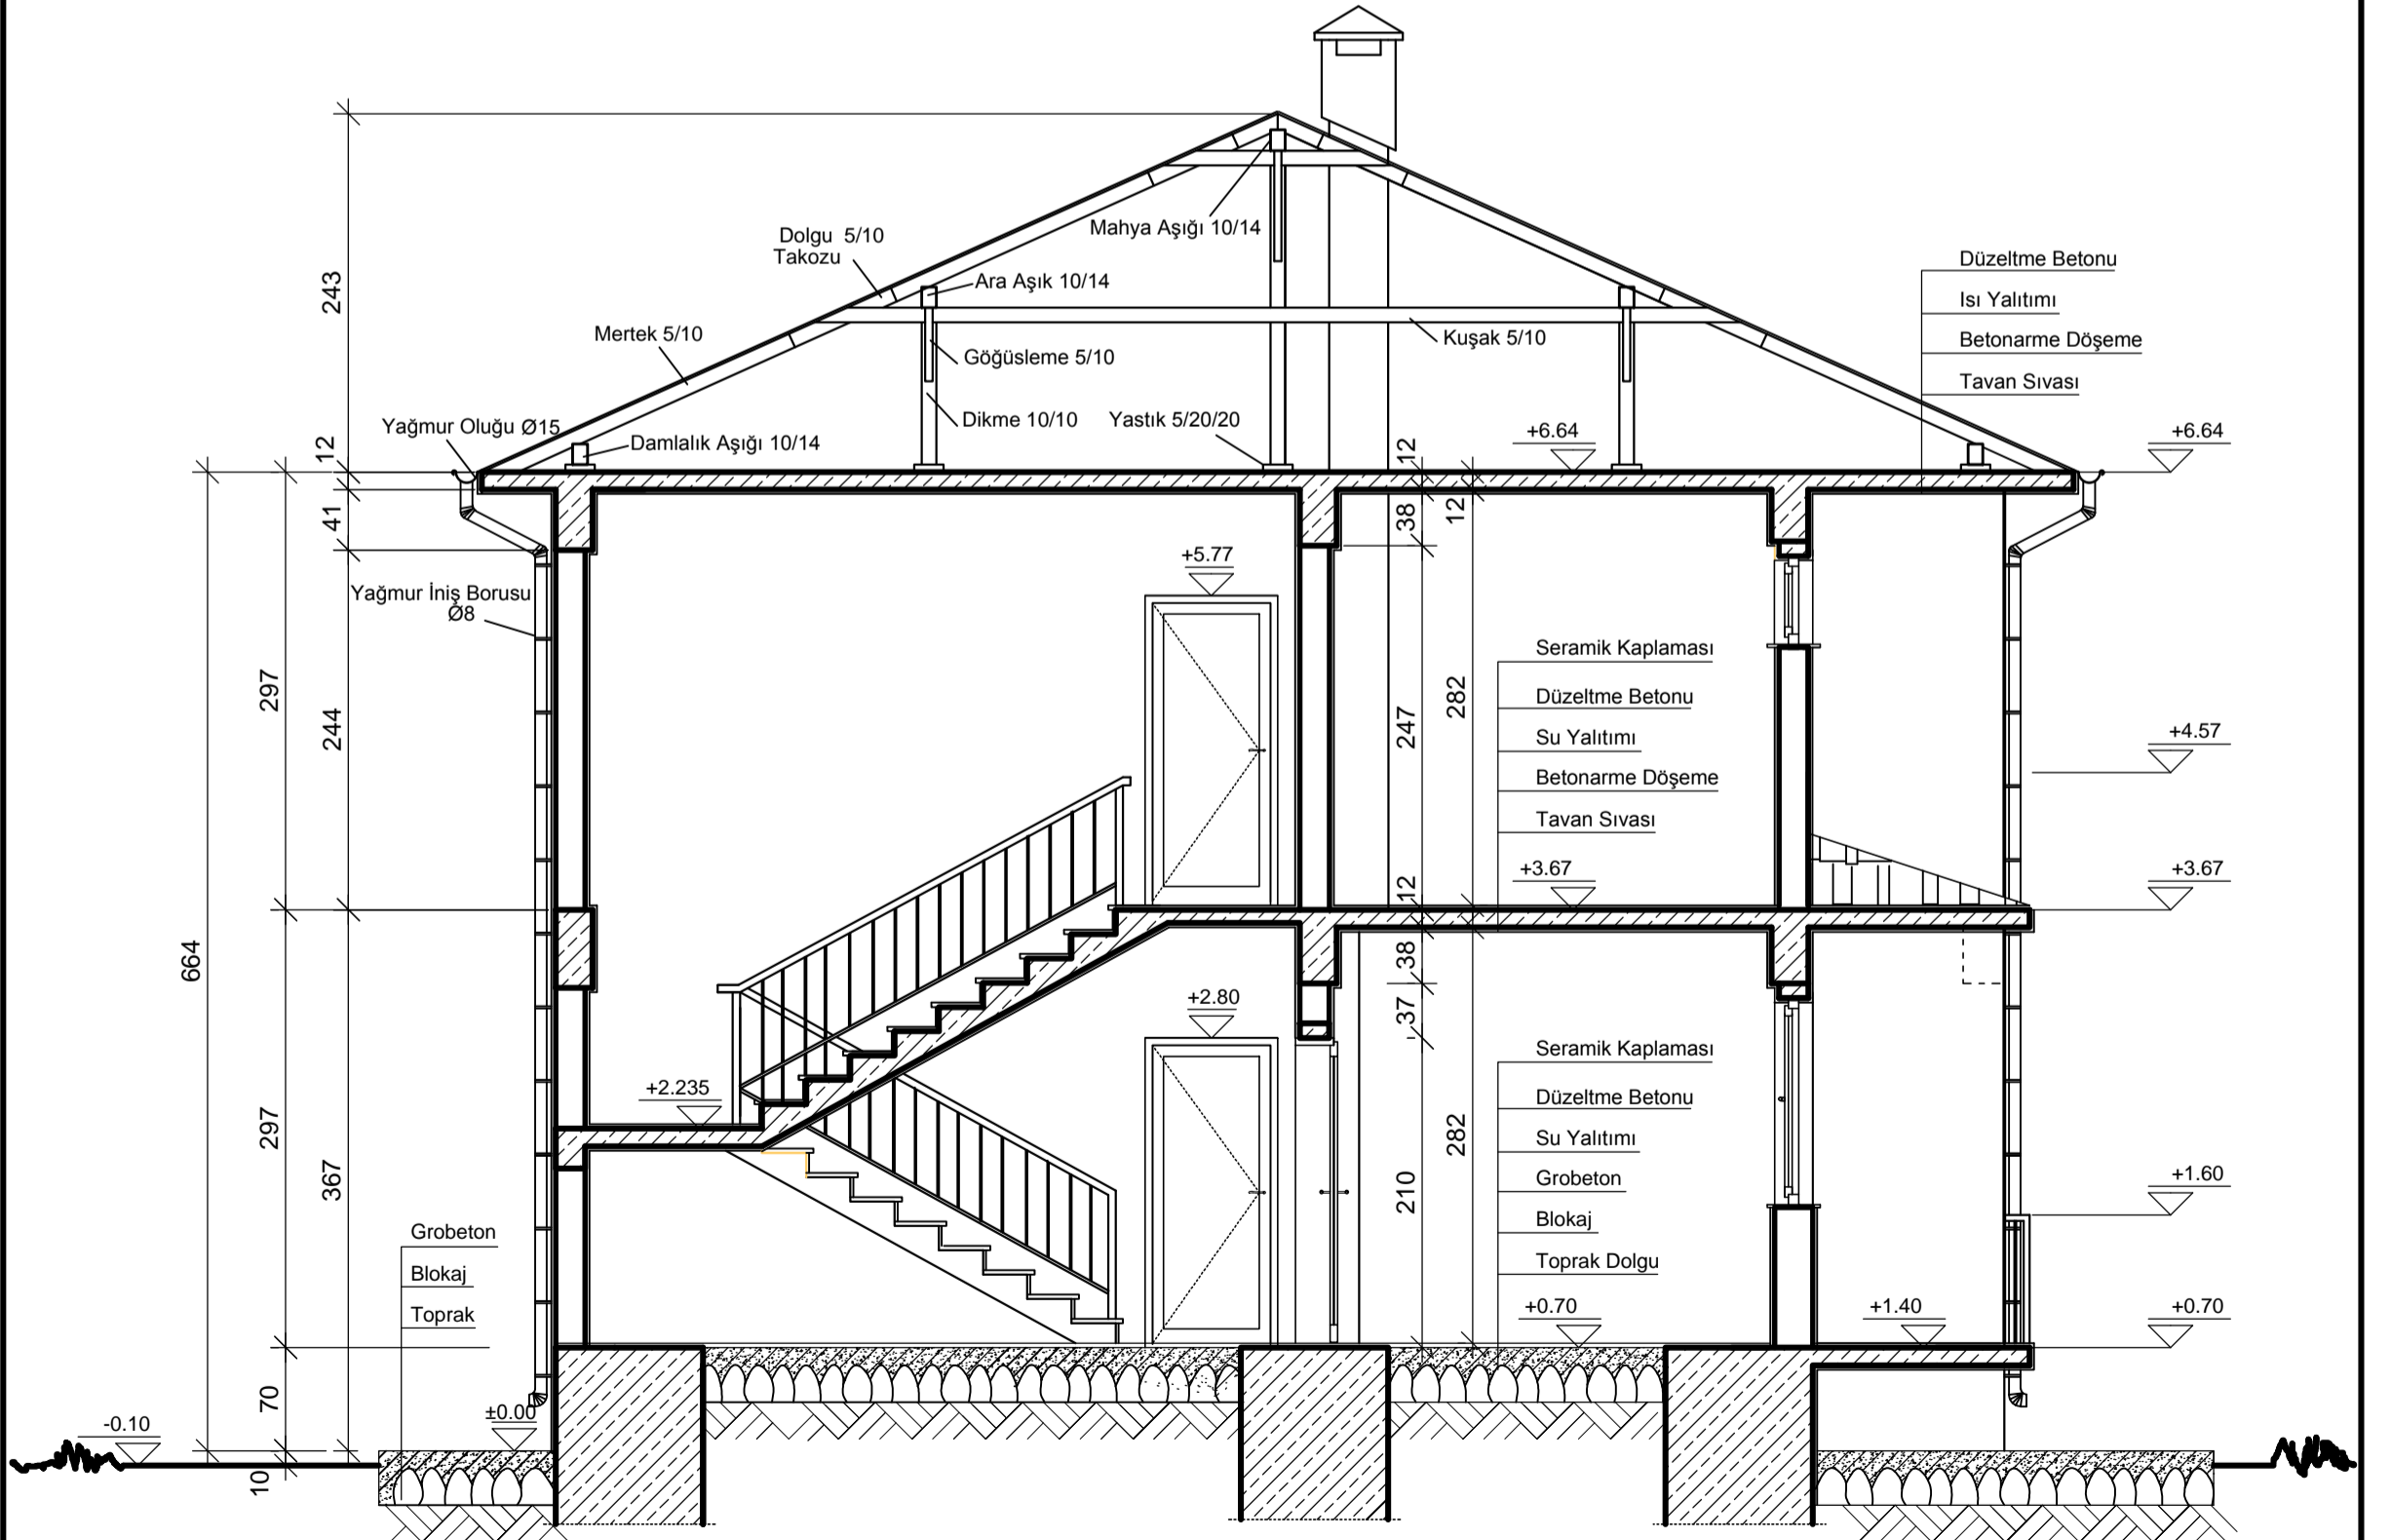 Mahya Aşığı 10/14
Dolgu 5/10
Takozu
Ara Aşık 10/14
Mertek 5/10
Göğüsleme 5/10
Kuşak 5/10
Dikme 10/10
Yastık 5/20/20
Yağmur Oluğu Ø15
Damlalık Aşığı 10/14
Düzeltme Betonu
Isı Yalıtımı
Betonarme Döşeme
Tavan Sıvası
+6.64
+6.64
243
12
41
297
244
664
297
367
70
10
Yağmur İniş Borusu
Ø8
+5.77
12
38
12
247
282
12
38
37
282
210
Seramik Kaplaması
Düzeltme Betonu
Su Yalıtımı
Betonarme Döşeme
Tavan Sıvası
+4.57
+3.67
+3.67
+2.80
+2.235
Seramik Kaplaması
Düzeltme Betonu
Su Yalıtımı
Grobeton
Blokaj
Toprak Dolgu
+1.60
+0.70
+1.40
+0.70
Grobeton
Blokaj
Toprak
-0.10
±0.00